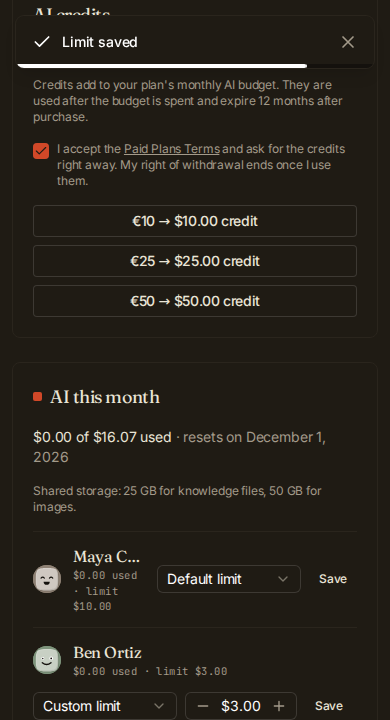 AI credits
Limit saved
Credits add to your plan's monthly AI budget. They are
used after the budget is spent and expire 12 months after
purchase.
I accept the Paid Plans Terms and ask for the credits
right away. My right of withdrawal ends once I use
them.
€10 → $10.00 credit
€25 → $25.00 credit
€50 → $50.00 credit
AI this month
$0.00 of $16.07 used · resets on December 1,
2026
Shared storage: 25 GB for knowledge files, 50 GB for
images.
Maya C...
$0.00 used
· limit
$10.00
Default limit
Save
Ben Ortiz
$0.00 used · limit $3.00
Custom limit
− $3.00 +
Save